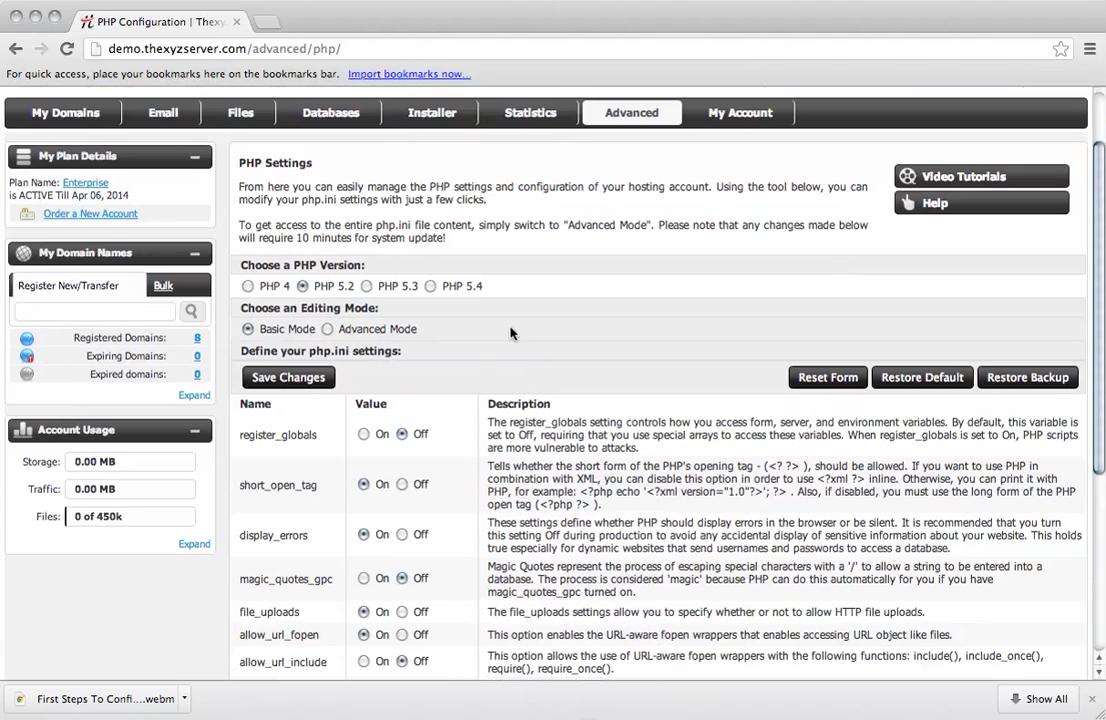 PHP Configuration | Thexy
demo.thexyzserver.com/advanced/php/
For quick access, place your bookmarks here on the bookmarks bar. Import bookmarks now...
My Domains Email Files Databases Installer Statistics Advanced My Account
My Plan Details
Plan Name: Enterprise
is ACTIVE Till Apr 06, 2014
Order a New Account
My Domain Names
Register New/Transfer Bulk
Registered Domains: 8
Expiring Domains: 0
Expired domains: 0
Expand
Account Usage
Storage: 0.00 MB
Traffic: 0.00 MB
Files: 0 of 450k
Expand
PHP Settings
From here you can easily manage the PHP settings and configuration of your hosting account. Using the tool below, you can
modify your php.ini settings with just a few clicks.
To get access to the entire php.ini file content, simply switch to "Advanced Mode". Please note that any changes made below
will require 10 minutes for system update!
Video Tutorials
Help
Choose a PHP Version:
PHP 4 PHP 5.2 PHP 5.3 PHP 5.4
Choose an Editing Mode:
Basic Mode Advanced Mode
Define your php.ini settings:
Save Changes Reset Form Restore Default Restore Backup
Name Value Description
register_globals On Off
The register_globals setting controls how you access form, server, and environment variables. By default, this variable is
set to Off, requiring that you use special arrays to access these variables. When register_globals is set to On, PHP scripts
are more vulnerable to attacks.
short_open_tag On Off
Tells whether the short form of the PHP's opening tag - (<? ?> ), should be allowed. If you want to use PHP in
combination with XML, you can disable this option in order to use <?xml ?> inline. Otherwise, you can print it with
PHP, for example: <?php echo '<?xml version="1.0"?>'; ?> . Also, if disabled, you must use the long form of the PHP
open tag (<?php ?> ).
display_errors On Off
These settings define whether PHP should display errors in the browser or be silent. It is recommended that you turn
this setting Off during production to avoid any accidental display of sensitive information about your website. This holds
true especially for dynamic websites that send usernames and passwords to access a database.
magic_quotes_gpc On Off
Magic Quotes represent the process of escaping special characters with a '/' to allow a string to be entered into a
database. The process is considered 'magic' because PHP can do this automatically for you if you have
magic_quotes_gpc turned on.
file_uploads On Off The file_uploads settings allow you to specify whether or not to allow HTTP file uploads.
allow_url_fopen On Off This option enables the URL-aware fopen wrappers that enables accessing URL object like files.
allow_url_include On Off
This option allows the use of URL-aware fopen wrappers with the following functions: include(), include_once(),
require(), require_once().
First Steps To Confi....webm
Show All